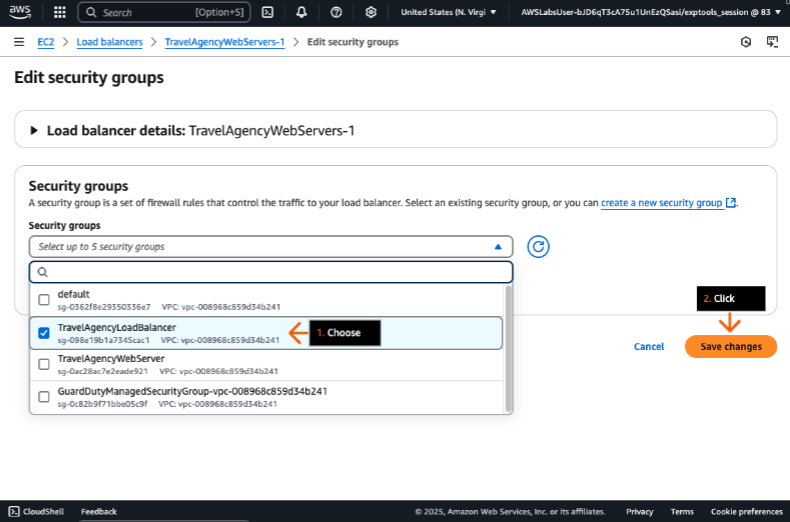 aws Search [Option+S] United States (N. Virgi AWSLabsUser-bJD6qT3cA75u1UnEzQSasi/exptools_session @ 83
EC2 Load balancers TravelAgencyWebServers-1 Edit security groups
Edit security groups
Load balancer details: TravelAgencyWebServers-1
Security groups
A security group is a set of firewall rules that control the traffic to your load balancer. Select an existing security group, or you can create a new security group.
Security groups
Select up to 5 security groups
default
sg-0362f8e29350336e7 VPC: vpc-008968c859d34b241
2. Click
TravelAgencyLoadBalancer
sg-098e19b1a7345cac1 VPC: vpc-008968c859d34b241
1. Choose
Cancel Save changes
TravelAgencyWebServer
sg-0ac28ac7e2eade921 VPC: vpc-008968c859d34b241
GuardDutyManagedSecurityGroup-vpc-008968c859d34b241
sg-0c82b9f71bbe05c9f VPC: vpc-008968c859d34b241
CloudShell Feedback © 2025, Amazon Web Services, Inc. or its affiliates. Privacy Terms Cookie preferences